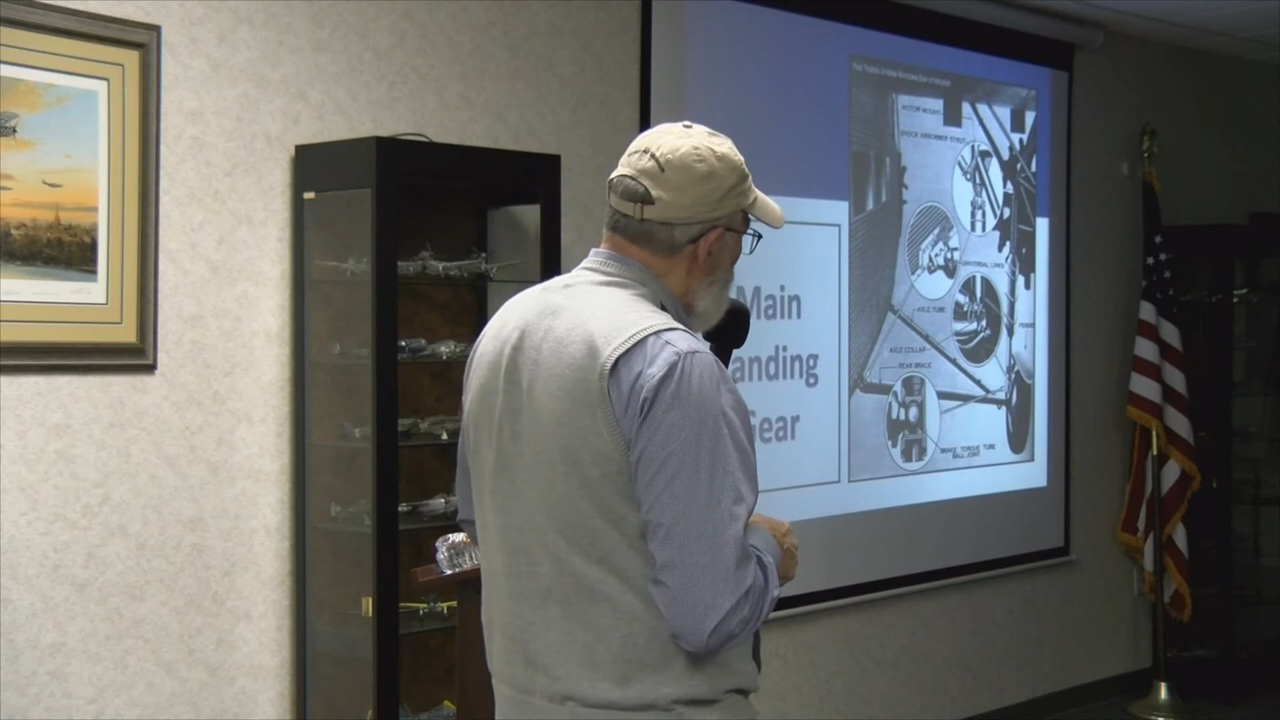 Main
anding
Gear
MOTOR MOUNT
SHOCK ABSORBER STRUT
UNIVERSAL LINKS
AXLE TUBE
AXLE COLLAR
REAR BRACE
BRAKE TORQUE TUBE
BALL JOINT